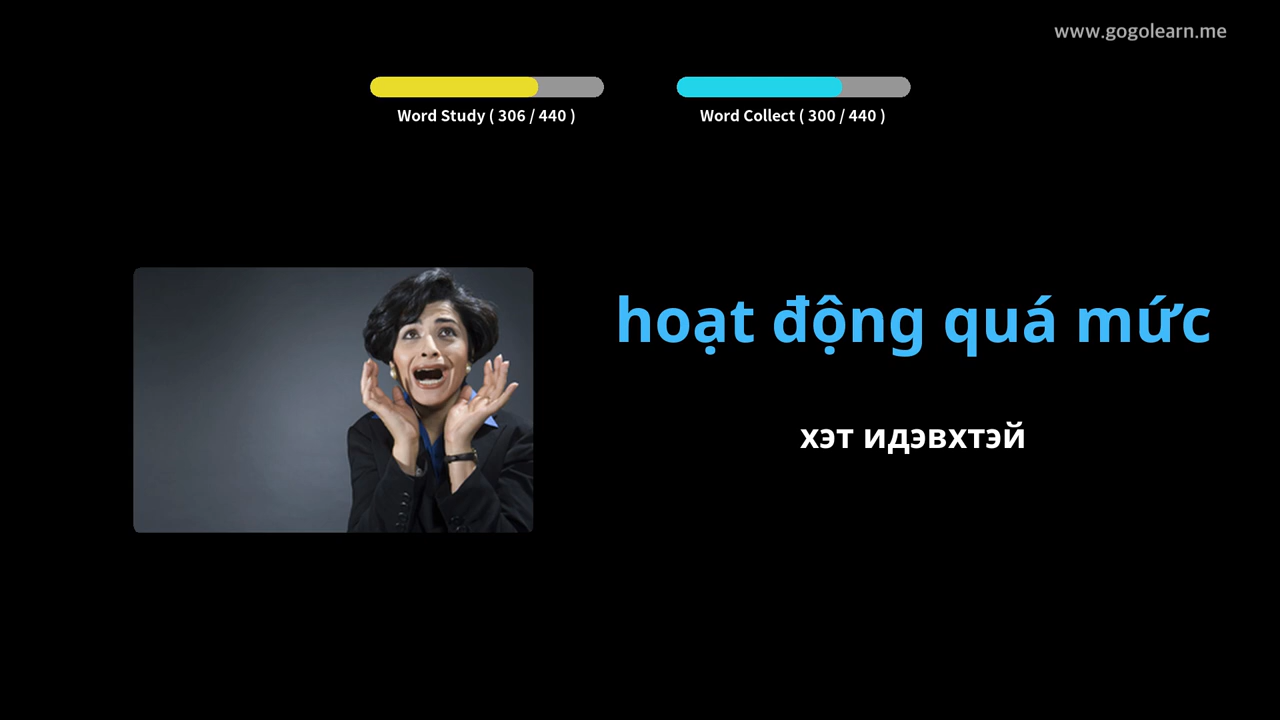 www.gogolearn.me
Word Study ( 306 / 440 )
Word Collect ( 300 / 440 )
hoạt động quá mức
хэт идэвхтэй